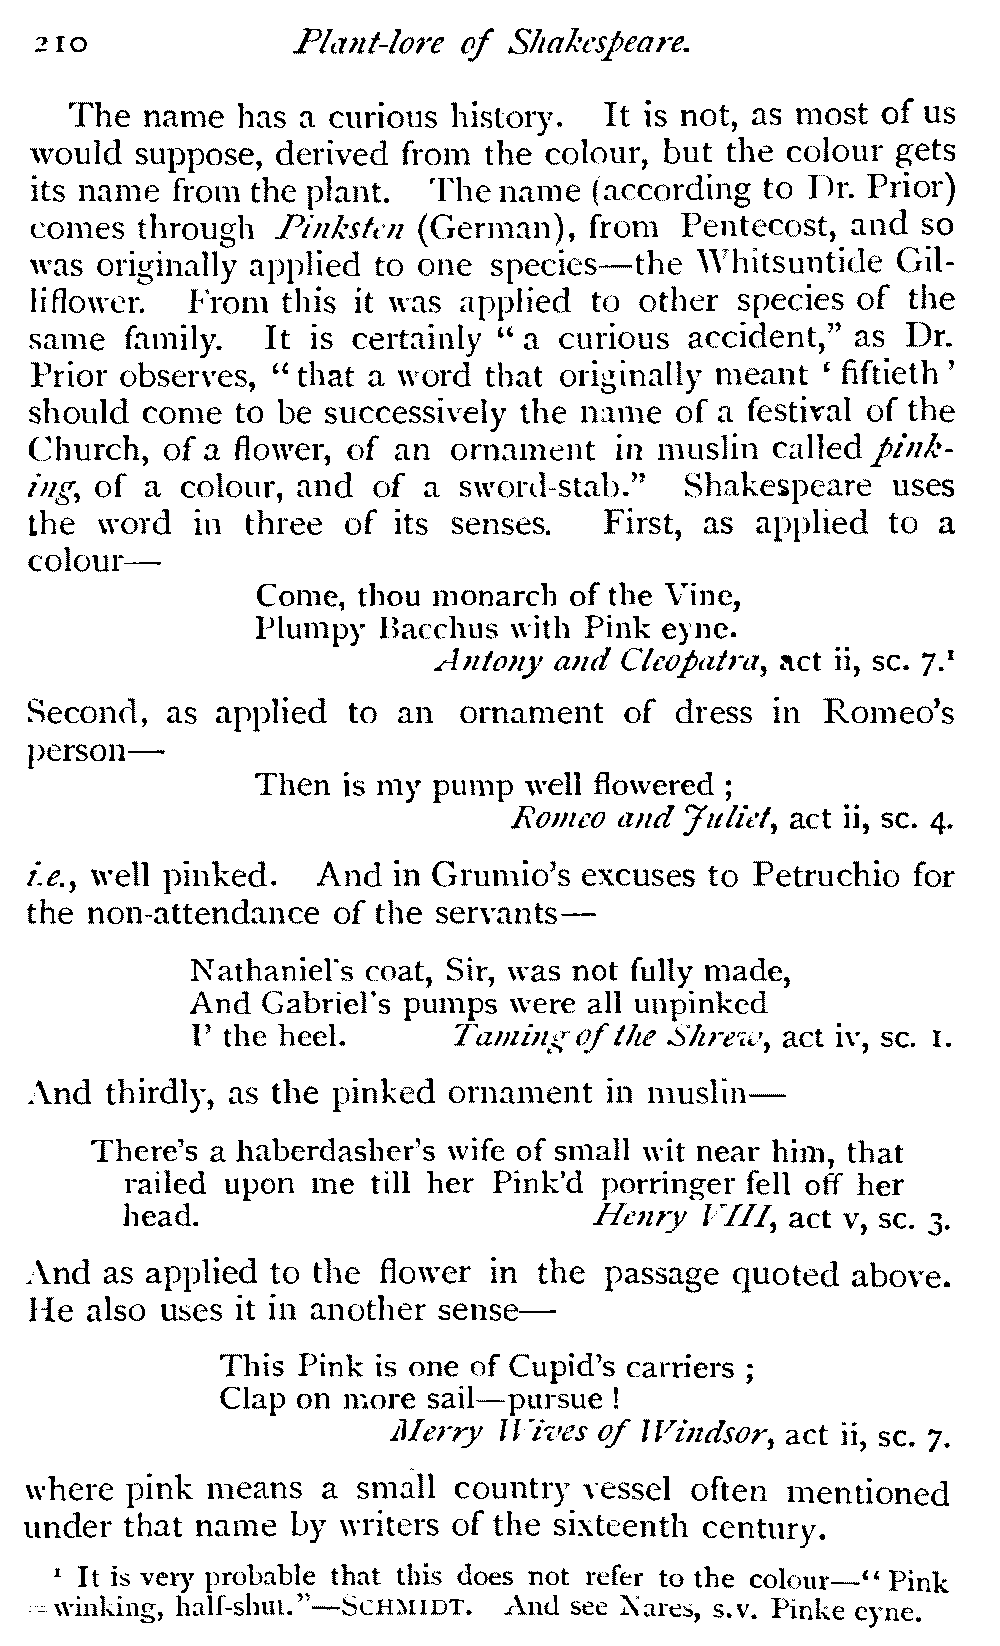 210 Plant-lore of Shakespeare.
The name has a curious history. It is not, as most of us
would suppose, derived from the colour, but the colour gets
its name from the plant. The name (according to Dr. Prior)
comes through Pinksten (German), from Pentecost, and so
was originally applied to one species—the Whitsuntide Gil-
liflower. From this it was applied to other species of the
same family. It is certainly “a curious accident,” as Dr.
Prior observes, “that a word that originally meant ‘fiftieth’
should come to be successively the name of a festival of the
Church, of a flower, of an ornament in muslin called pink-
ing, of a colour, and of a sword-stab.” Shakespeare uses
the word in three of its senses. First, as applied to a
colour—
Come, thou monarch of the Vine,
Plumpy Bacchus with Pink eyne.
Antony and Cleopatra, act ii, sc. 7.¹
Second, as applied to an ornament of dress in Romeo's
person—
Then is my pump well flowered ;
Romeo and Juliet, act ii, sc. 4.
i.e., well pinked. And in Grumio's excuses to Petruchio for
the non-attendance of the servants—
Nathaniel's coat, Sir, was not fully made,
And Gabriel's pumps were all unpinked
I' the heel. Taming of the Shrew, act iv, sc. 1.
And thirdly, as the pinked ornament in muslin—
There's a haberdasher's wife of small wit near him, that
railed upon me till her Pink'd porringer fell off her
head. Henry VIII, act v, sc. 3.
And as applied to the flower in the passage quoted above.
He also uses it in another sense—
This Pink is one of Cupid's carriers ;
Clap on more sail—pursue !
Merry Wives of Windsor, act ii, sc. 7.
where pink means a small country vessel often mentioned
under that name by writers of the sixteenth century.
¹ It is very probable that this does not refer to the colour—“Pink
= winking, half-shut.”—SCHMIDT. And see Nares, s.v. Pinke eyne.